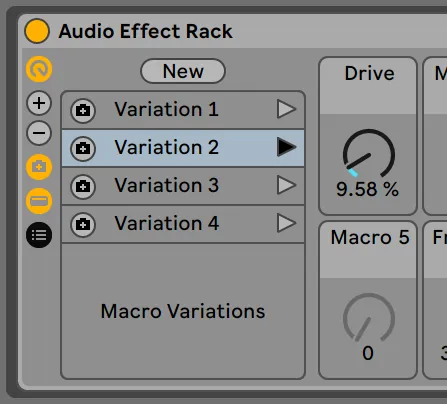 Audio Effect Rack
New
Variation 1
Variation 2
Variation 3
Variation 4
Macro Variations
Drive
9.58 %
Macro 5
0